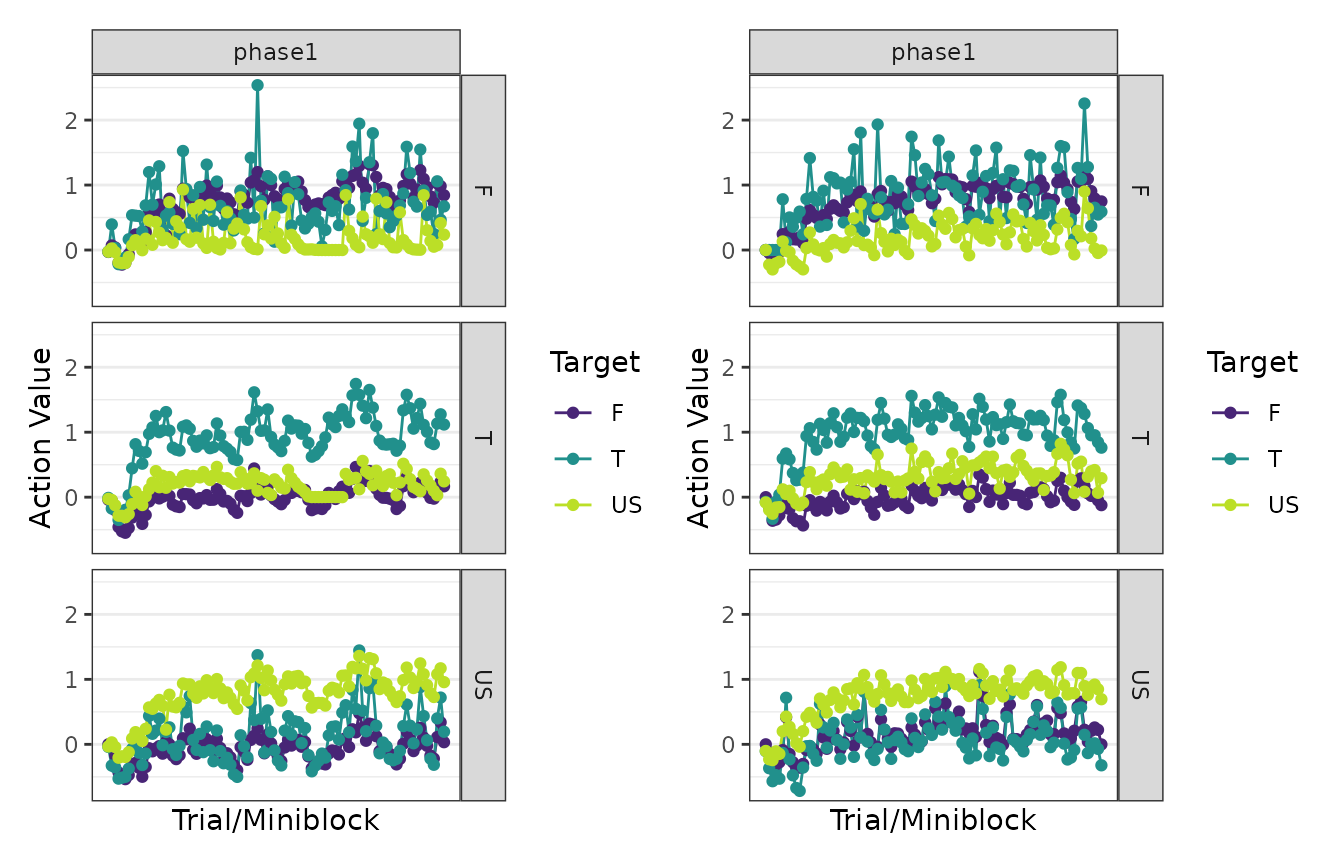 phase1
F
2
1
0
T
2
1
0
US
2
1
0
Action Value
Trial/Miniblock
Target
F
T
US
phase1
F
2
1
0
T
2
1
0
US
2
1
0
Action Value
Trial/Miniblock
Target
F
T
US